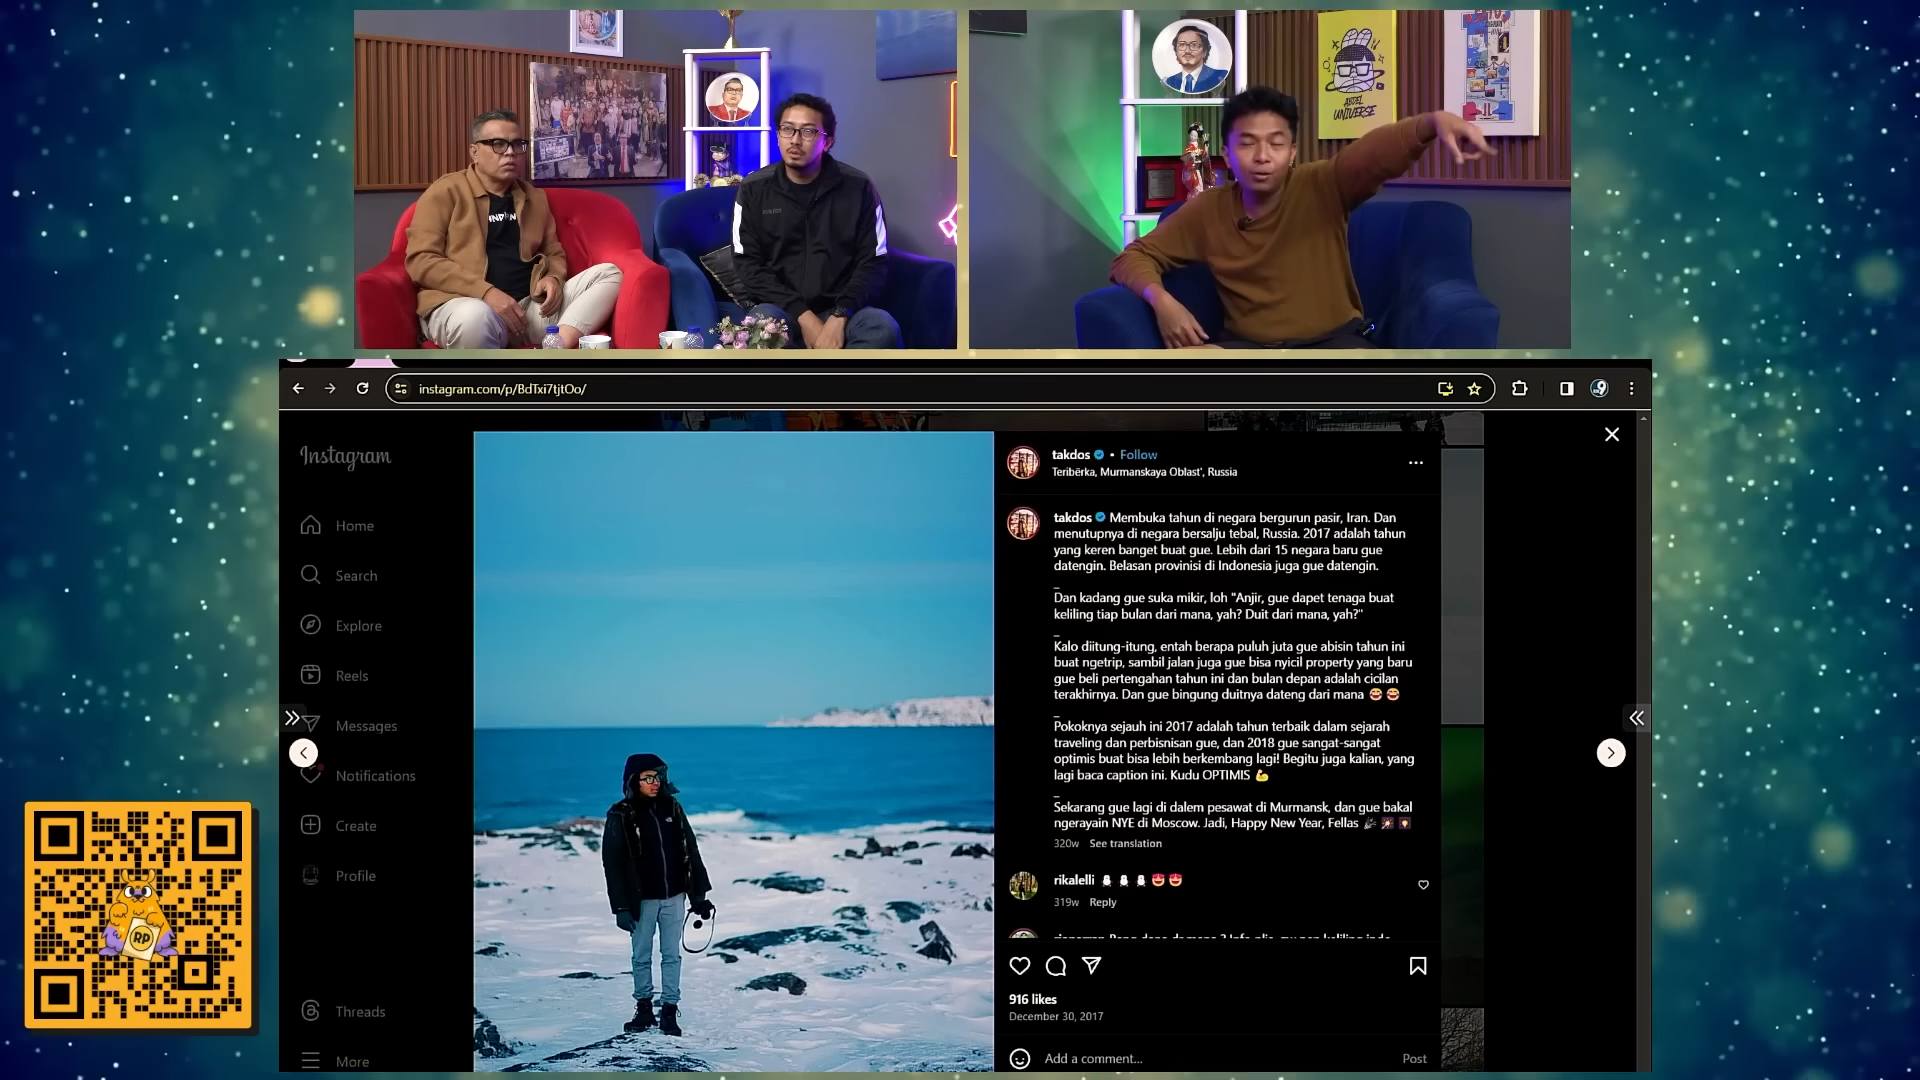 INDIAN
ABDEL
UNIVERSE
instagram.com/p/BdTxi7tjtOo/
Instagram
Home
Search
Explore
Reels
Messages
Notifications
Create
Profile
Threads
More
takdos • Follow
Teribërka, Murmanskaya Oblast', Russia
takdos Membuka tahun di negara bergurun pasir, Iran. Dan
menutupnya di negara bersalju tebal, Russia. 2017 adalah tahun
yang keren banget buat gue. Lebih dari 15 negara baru gue
datengin. Belasan provinisi di Indonesia juga gue datengin.
_
Dan kadang gue suka mikir, loh "Anjir, gue dapet tenaga buat
keliling tiap bulan dari mana, yah? Duit dari mana, yah?"
_
Kalo diitung-itung, entah berapa puluh juta gue abisin tahun ini
buat ngetrip, sambil jalan juga gue bisa nyicil property yang baru
gue beli pertengahan tahun ini dan bulan depan adalah cicilan
terakhirnya. Dan gue bingung duitnya dateng dari mana 😂 😂
_
Pokoknya sejauh ini 2017 adalah tahun terbaik dalam sejarah
traveling dan perbisnisan gue, dan 2018 gue sangat-sangat
optimis buat bisa lebih berkembang lagi! Begitu juga kalian, yang
lagi baca caption ini. Kudu OPTIMIS 💪
_
Sekarang gue lagi di dalem pesawat di Murmansk, dan gue bakal
ngerayain NYE di Moscow. Jadi, Happy New Year, Fellas 🎉 🎆 🎇
320w See translation
rikalelli ⛄ ⛄ ⛄ 😍 😍
319w Reply
916 likes
December 30, 2017
Add a comment...
Post
RP